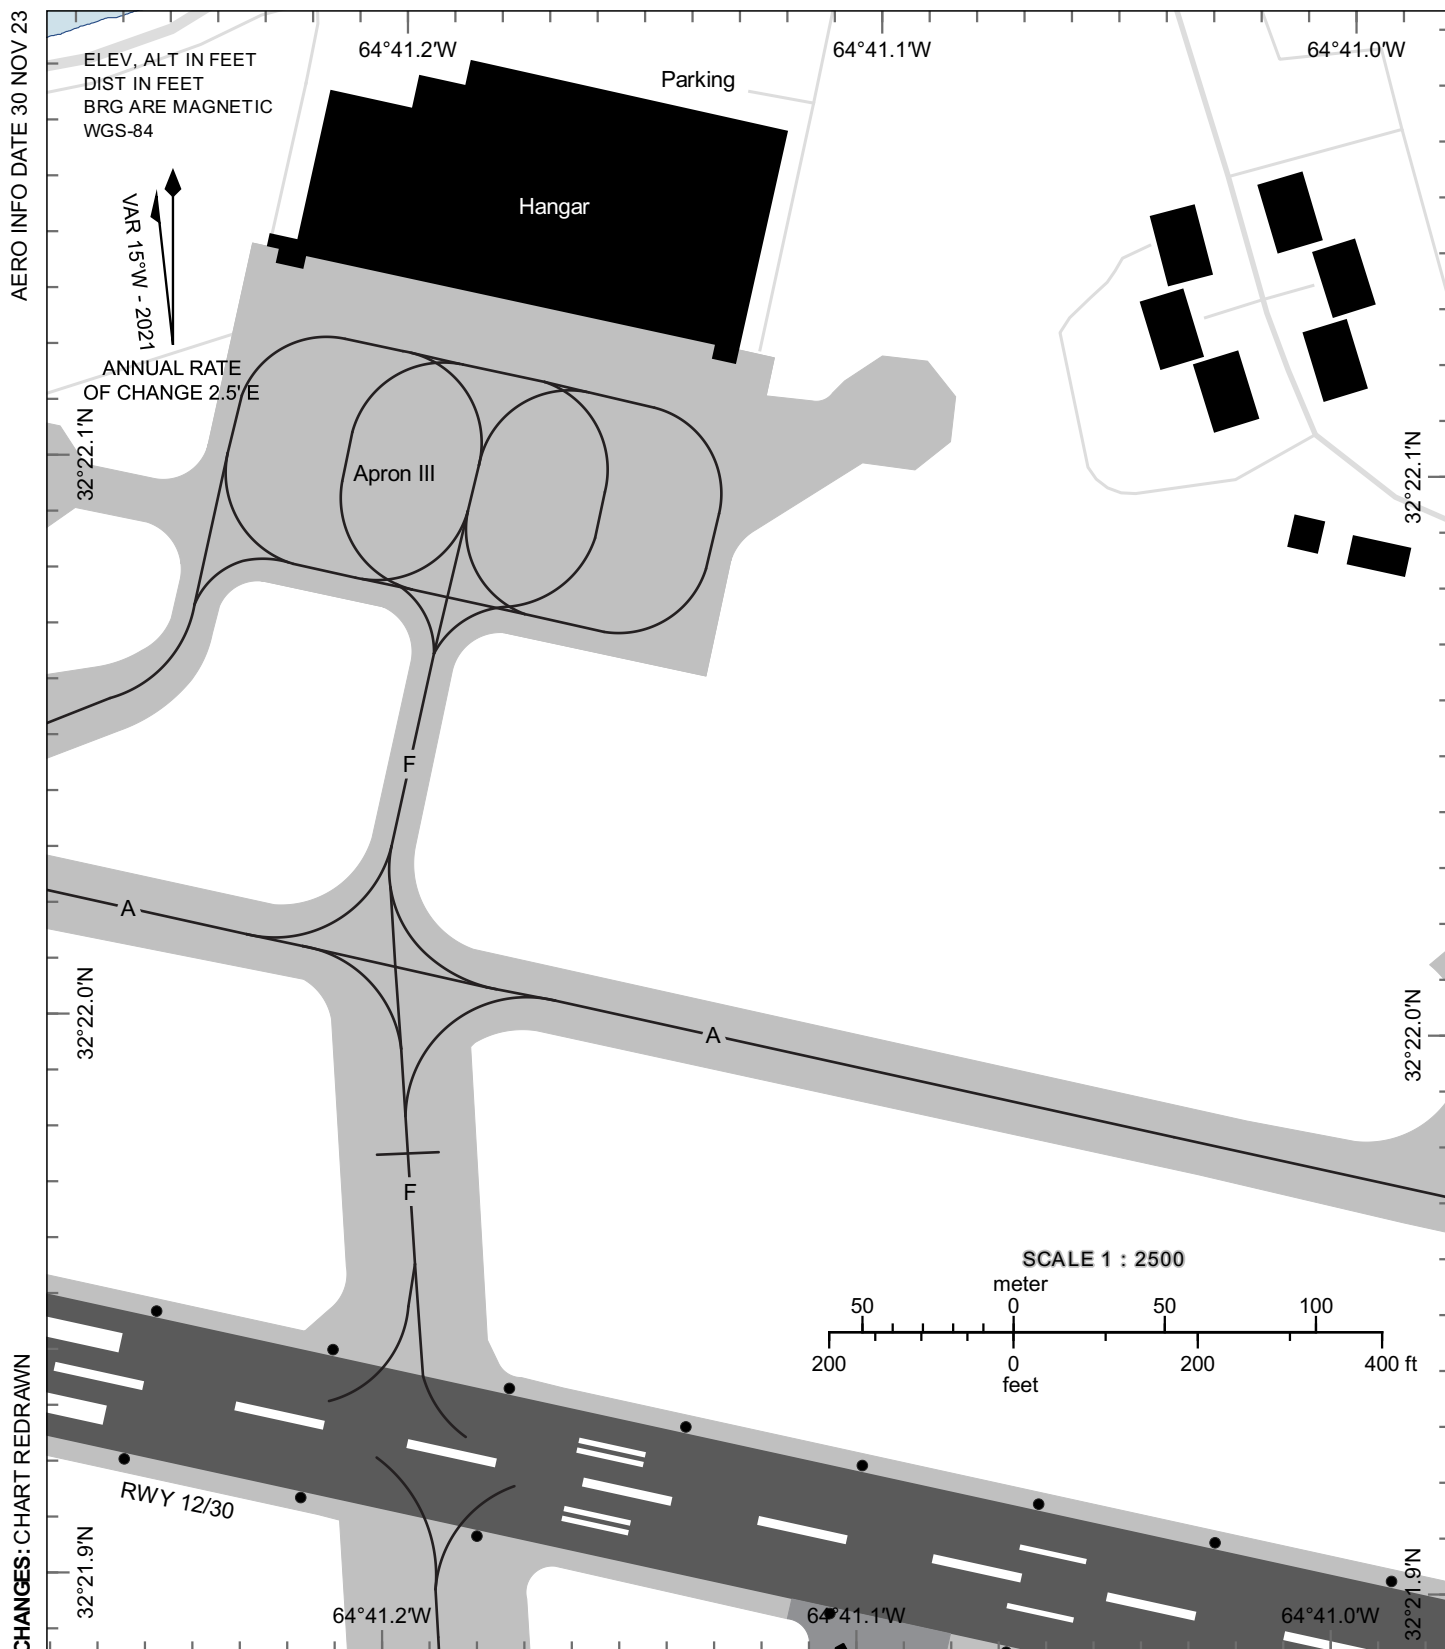 AERO INFO DATE 30 NOV 23
64°41.2'W
64°41.1'W
64°41.0'W
ELEV, ALT IN FEET
DIST IN FEET
BRG ARE MAGNETIC
WGS-84
Parking
Hangar
VAR 15°W - 2021
ANNUAL RATE
OF CHANGE 2.5' E
32°22.1'N
32°22.1'N
Apron III
F
A
A
32°22.0'N
32°22.0'N
F
SCALE 1 : 2500
meter
50 0 50 100
200 0 200 400 ft
feet
RWY 12/30
32°21.9'N
32°21.9'N
64°41.2'W
64°41.1'W
64°41.0'W
CHANGES: CHART REDRAWN